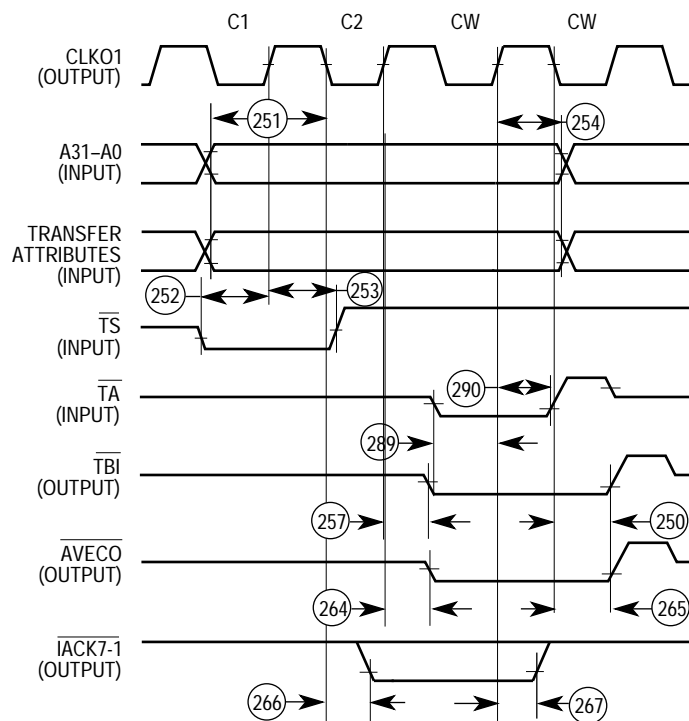 C1 C2 CW CW
CLKO1
(OUTPUT)
251
254
A31–A0
(INPUT)
TRANSFER
ATTRIBUTES
(INPUT)
252
253
TS
(INPUT)
290
TA
(INPUT)
289
TBI
(OUTPUT)
257
250
AVECO
(OUTPUT)
264
265
IACK7-1
(OUTPUT)
266
267